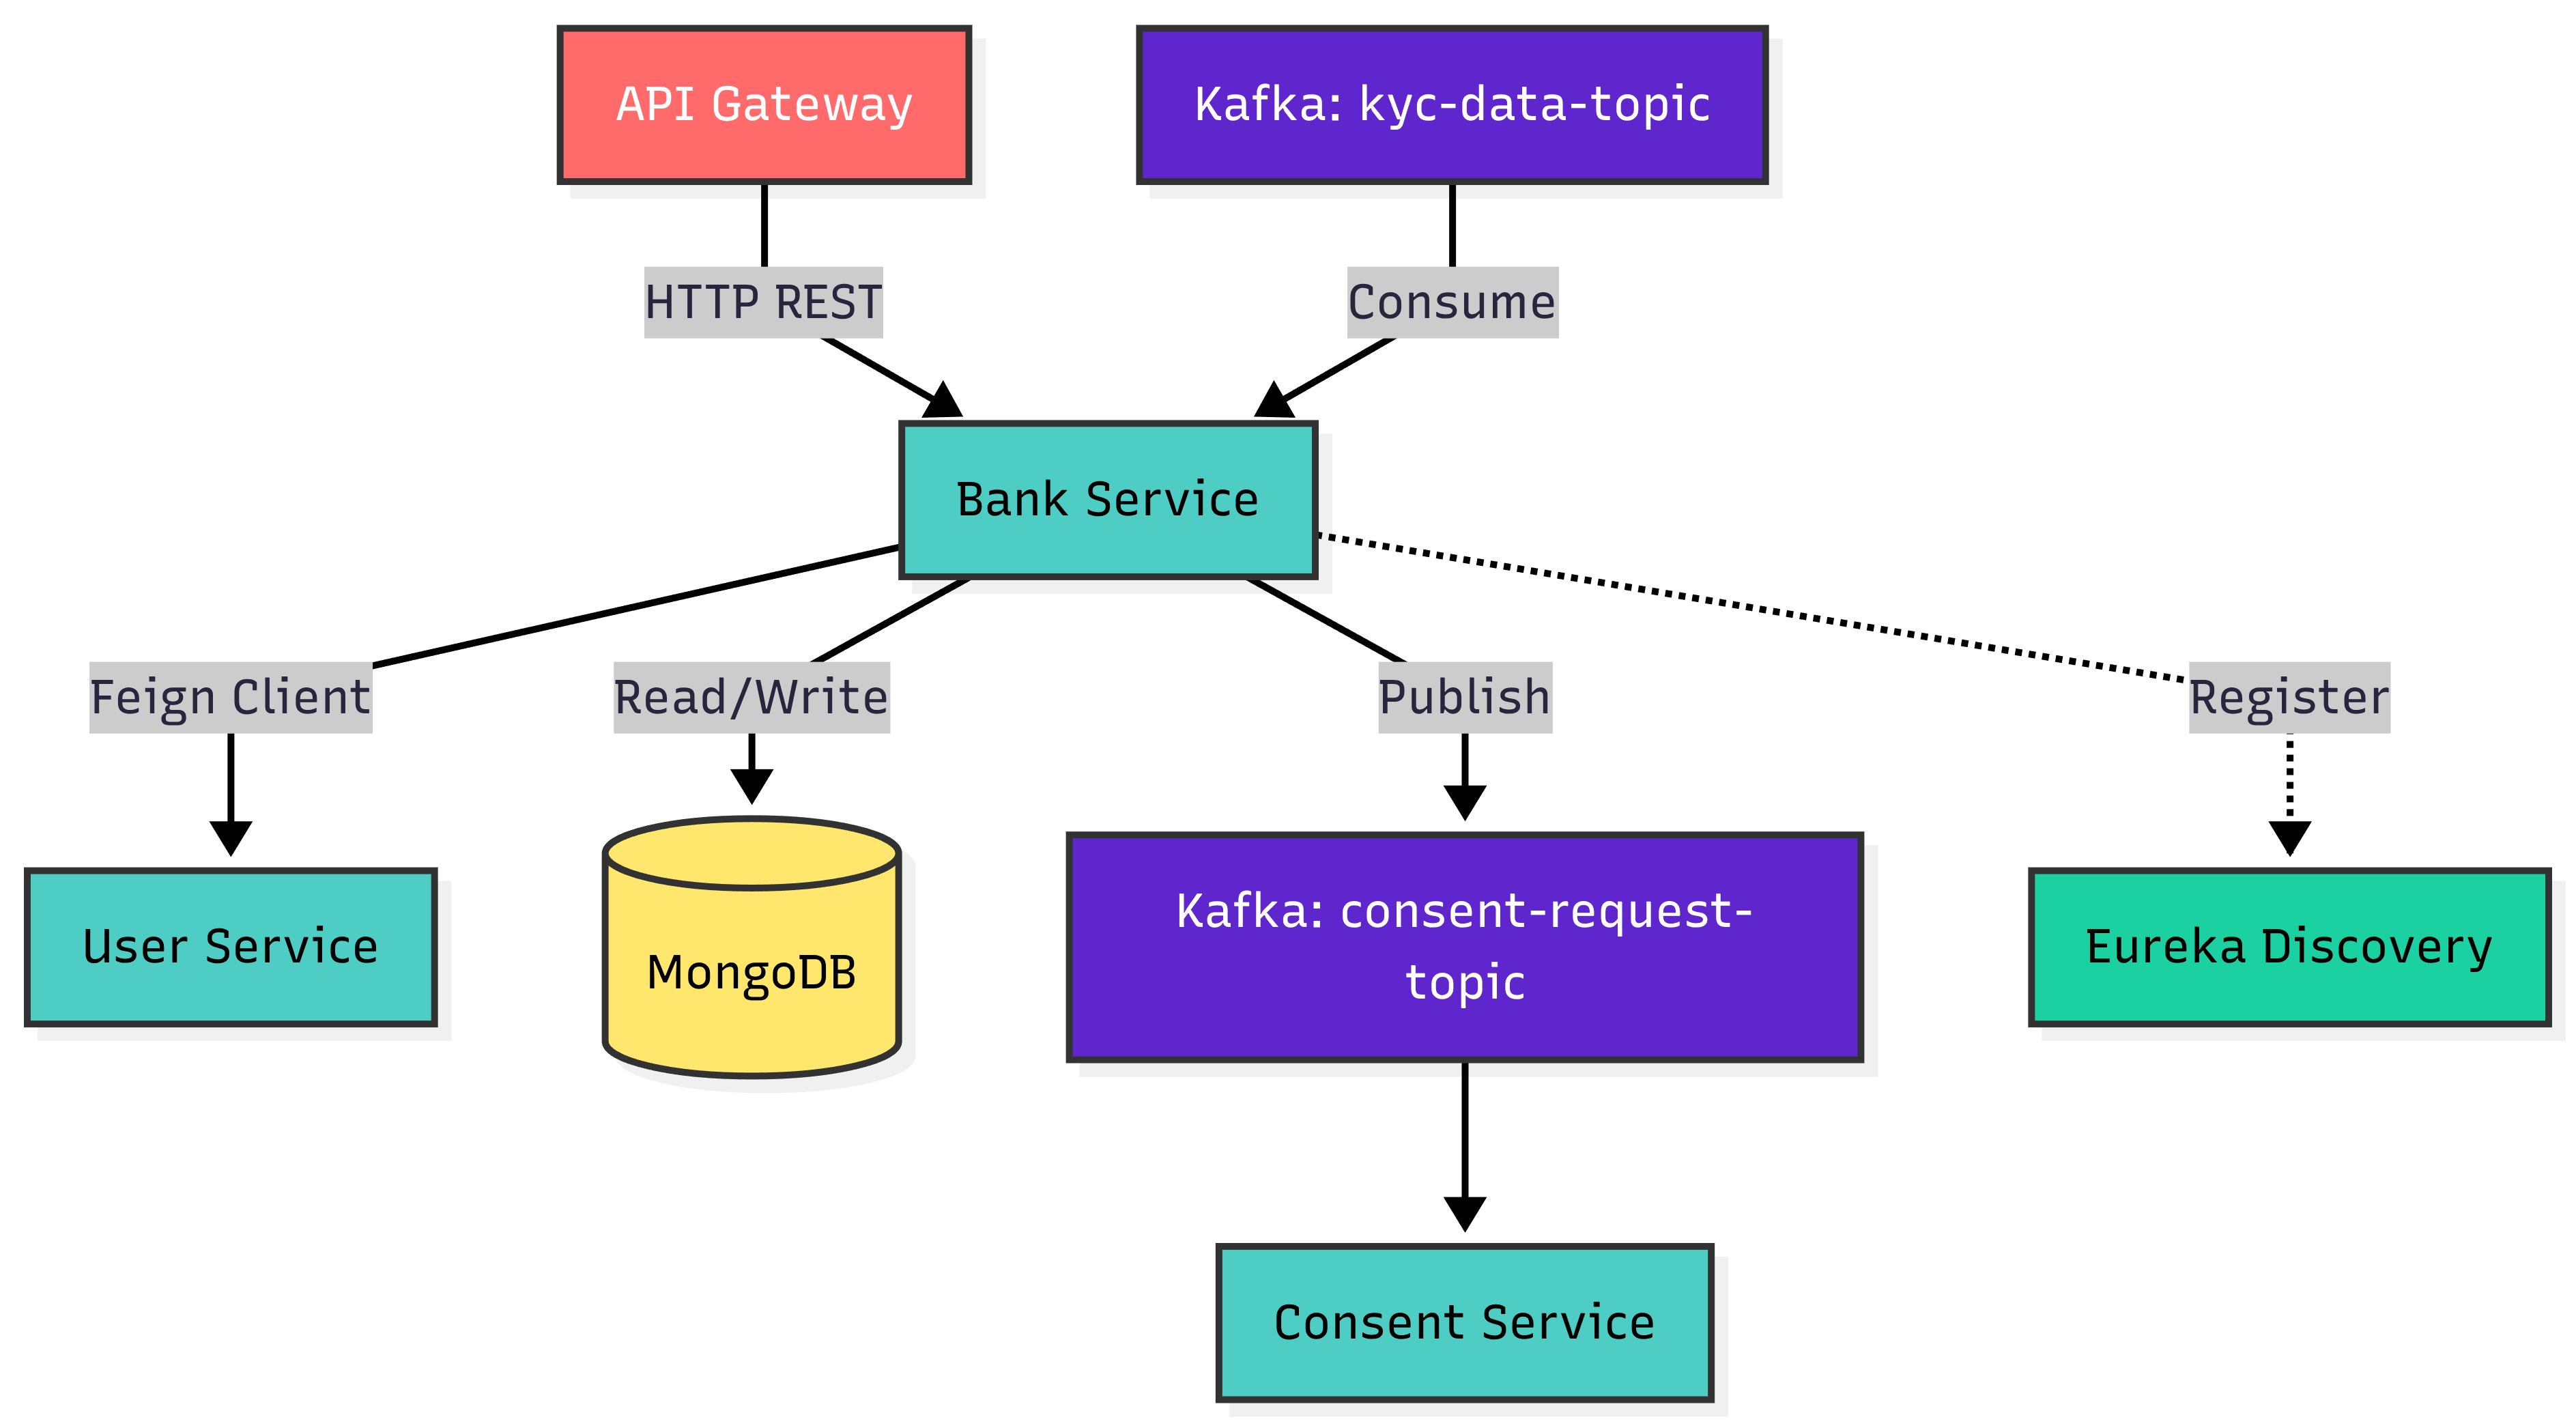 API Gateway
Kafka: kyc-data-topic
HTTP REST
Consume
Bank Service
Feign Client
Read/Write
Publish
Register
User Service
MongoDB
Kafka: consent-request-
topic
Eureka Discovery
Consent Service